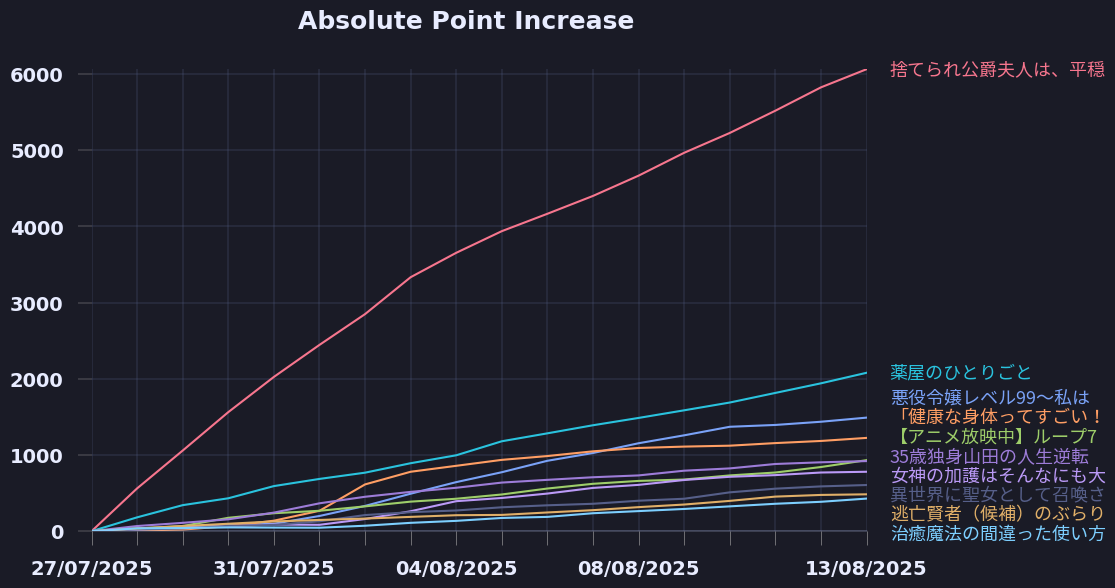 Absolute Point Increase
6000
5000
4000
3000
2000
1000
0
27/07/2025
31/07/2025
04/08/2025
08/08/2025
13/08/2025
捨てられ公爵夫人は、平穏
薬屋のひとりごと
悪役令嬢レベル99～私は
「健康な身体ってすごい！
【アニメ放映中】ループ7
35歳独身山田の人生逆転
女神の加護はそんなにも大
異世界に聖女として召喚さ
逃亡賢者（候補）のぶらり
治癒魔法の間違った使い方